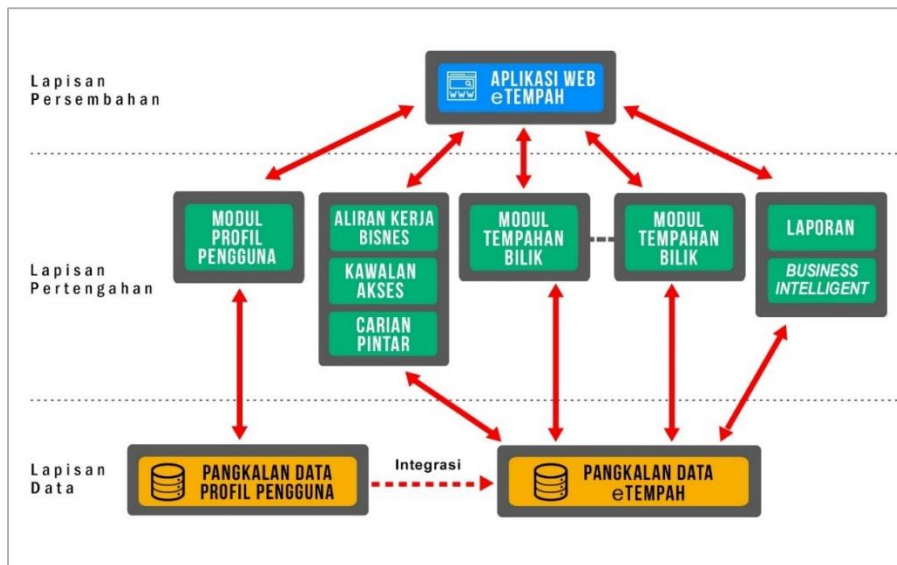 Lapisan
Persembahan
WWW
APLIKASI WEB
eTEMPAH
Lapisan
Pertengahan
MODUL
PROFIL
PENGGUNA
ALIRAN KERJA
BISNES
KAWALAN
AKSES
CARIAN
PINTAR
MODUL
TEMPAHAN
BILIK
MODUL
TEMPAHAN
BILIK
LAPORAN
BUSINESS
INTELLIGENT
Lapisan
Data
PANGKALAN DATA
PROFIL PENGGUNA
Integrasi
PANGKALAN DATA
eTEMPAH